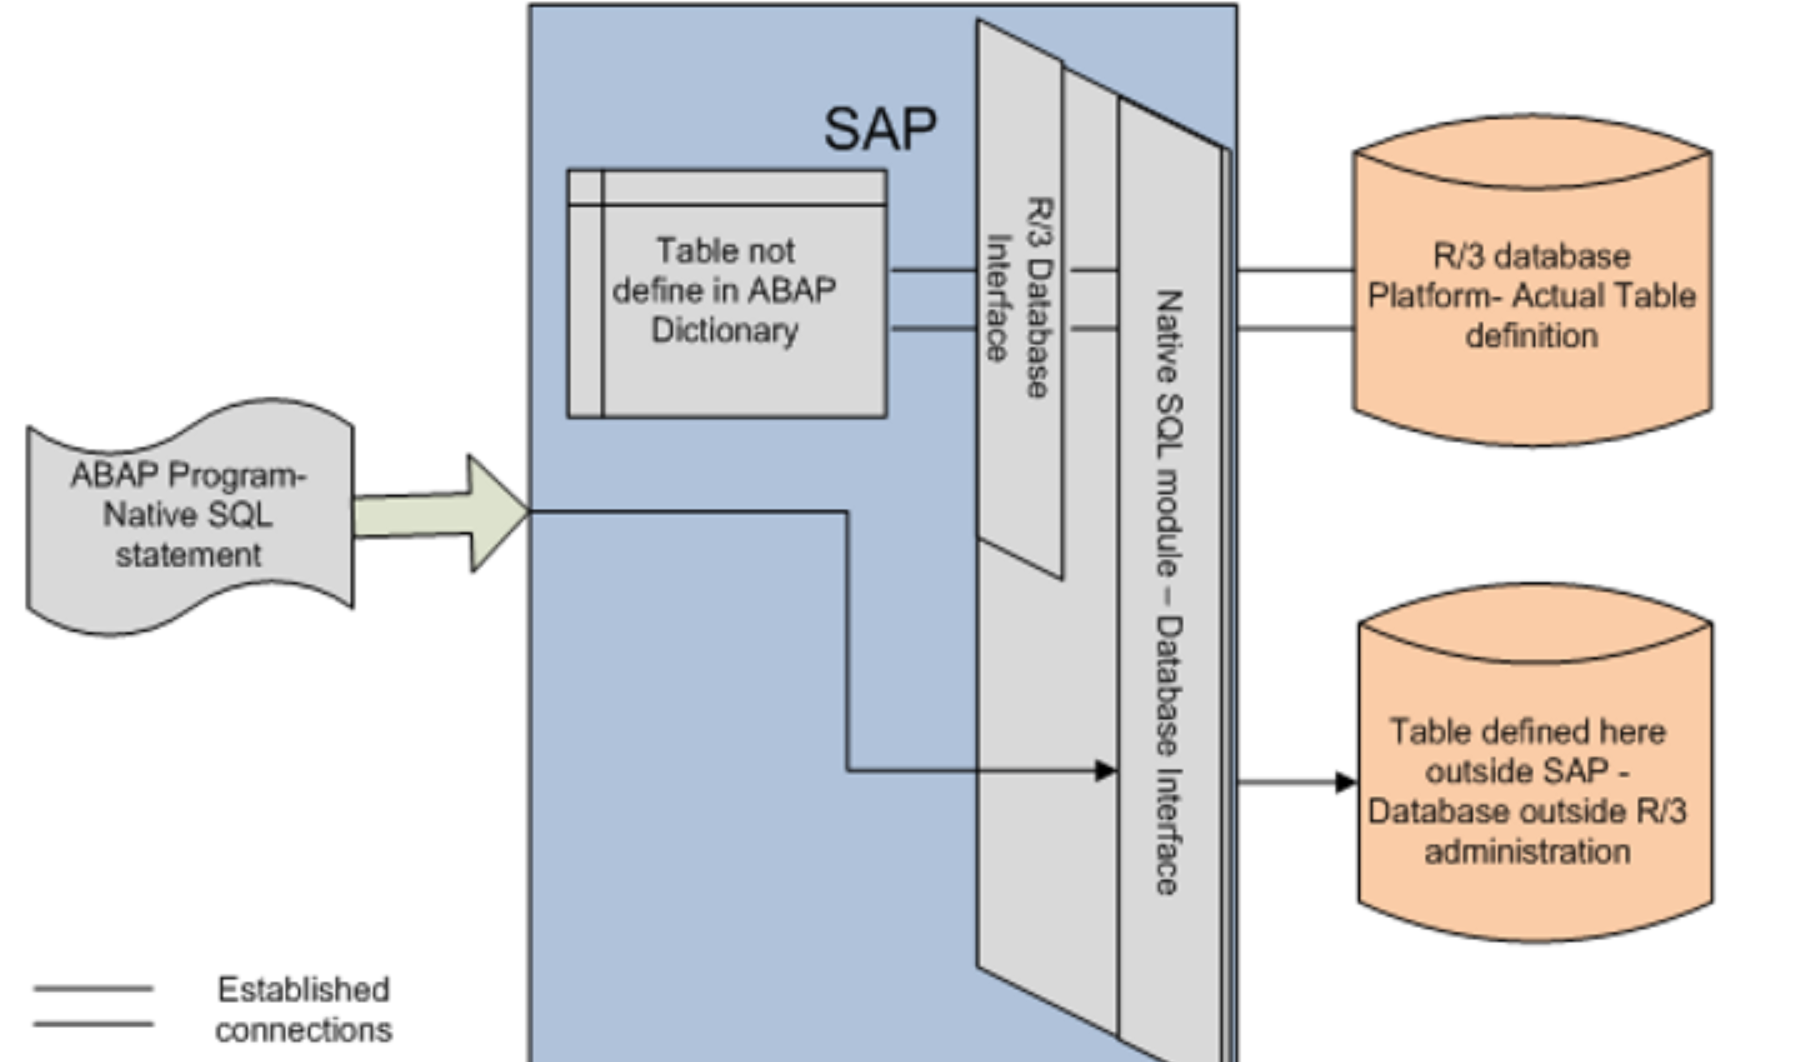 SAP
Table not
define in ABAP
Dictionary
R/3 Database
Interface
Native SQL module – Database Interface
R/3 database
Platform- Actual Table
definition
ABAP Program-
Native SQL
statement
Table defined here
outside SAP -
Database outside R/3
administration
Established
connections